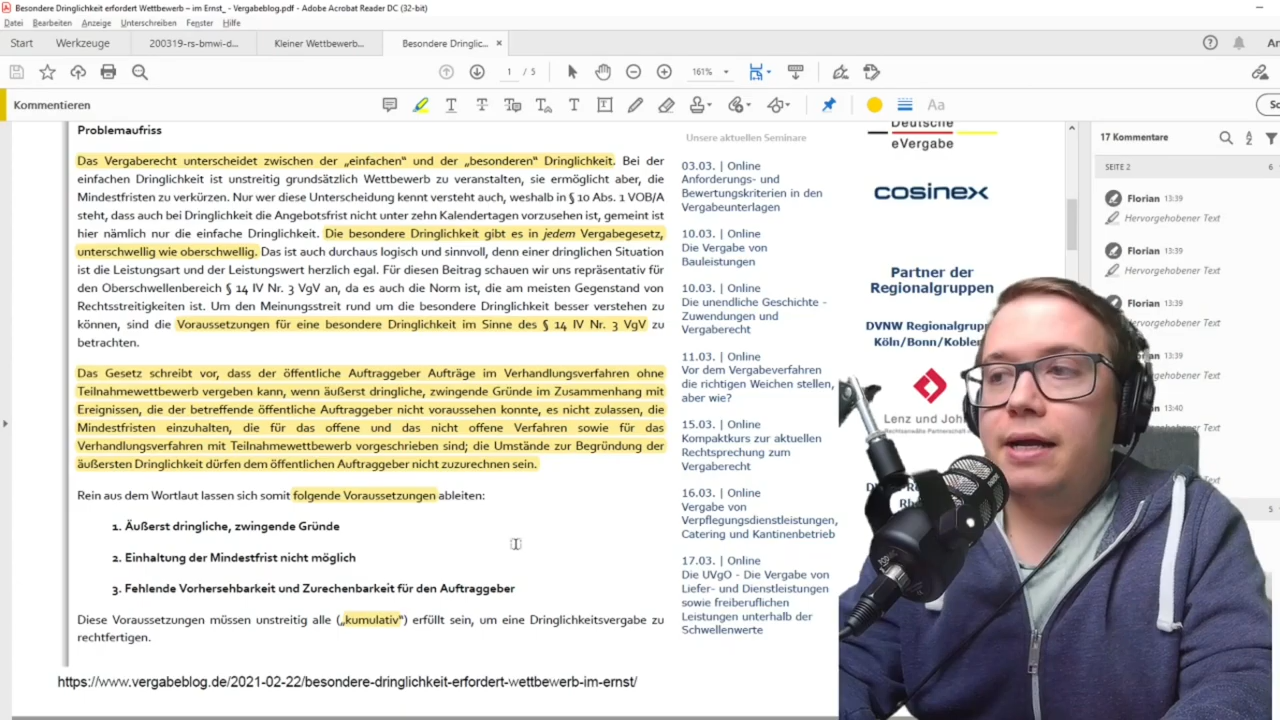 Besondere Dringlichkeit erfordert Wettbewerb – im Ernst_ - Vergabeblog.pdf - Adobe Acrobat Reader DC (32-bit)
Datei Bearbeiten Anzeige Unterschreiben Fenster Hilfe
Start Werkzeuge 200319-rs-bmwi-d... Kleiner Wettbewerb... Besondere Dringlic... ×
1 / 5 161%
Kommentieren
Problemaufriss
Das Vergaberecht unterscheidet zwischen der „einfachen“ und der „besonderen“ Dringlichkeit. Bei der
einfachen Dringlichkeit ist unstreitig grundsätzlich Wettbewerb zu veranstalten, sie ermöglicht aber, die
Mindestfristen zu verkürzen. Nur wer diese Unterscheidung kennt versteht auch, weshalb in § 10 Abs. 1 VOB/A
steht, dass auch bei Dringlichkeit die Angebotsfrist nicht unter zehn Kalendertagen vorzusehen ist, gemeint ist
hier nämlich nur die einfache Dringlichkeit. Die besondere Dringlichkeit gibt es in jedem Vergabegesetz,
unterschwellig wie oberschwellig. Das ist auch durchaus logisch und sinnvoll, denn einer dringlichen Situation
ist die Leistungsart und der Leistungswert herzlich egal. Für diesen Beitrag schauen wir uns repräsentativ für
den Oberschwellenbereich § 14 IV Nr. 3 VgV an, da es auch die Norm ist, die am meisten Gegenstand von
Rechtsstreitigkeiten ist. Um den Meinungsstreit rund um die besondere Dringlichkeit besser verstehen zu
können, sind die Voraussetzungen für eine besondere Dringlichkeit im Sinne des § 14 IV Nr. 3 VgV zu
betrachten.
Das Gesetz schreibt vor, dass der öffentliche Auftraggeber Aufträge im Verhandlungsverfahren ohne
Teilnahmewettbewerb vergeben kann, wenn äußerst dringliche, zwingende Gründe im Zusammenhang mit
Ereignissen, die der betreffende öffentliche Auftraggeber nicht voraussehen konnte, es nicht zulassen, die
Mindestfristen einzuhalten, die für das offene und das nicht offene Verfahren sowie für das
Verhandlungsverfahren mit Teilnahmewettbewerb vorgeschrieben sind; die Umstände zur Begründung der
äußersten Dringlichkeit dürfen dem öffentlichen Auftraggeber nicht zuzurechnen sein.
Rein aus dem Wortlaut lassen sich somit folgende Voraussetzungen ableiten:
1. Äußerst dringliche, zwingende Gründe
2. Einhaltung der Mindestfrist nicht möglich
3. Fehlende Vorhersehbarkeit und Zurechenbarkeit für den Auftraggeber
Diese Voraussetzungen müssen unstreitig alle („kumulativ“) erfüllt sein, um eine Dringlichkeitsvergabe zu
rechtfertigen.
https://www.vergabeblog.de/2021-02-22/besondere-dringlichkeit-erfordert-wettbewerb-im-ernst/
Unsere aktuellen Seminare
03.03. | Online
Anforderungs- und
Bewertungskriterien in den
Vergabeunterlagen
10.03. | Online
Die Vergabe von
Bauleistungen
10.03. | Online
Die unendliche Geschichte -
Zuwendungen und
Vergaberecht
11.03. | Online
Vor dem Vergabeverfahren
die richtigen Weichen stellen,
aber wie?
15.03. | Online
Kompaktkurs zur aktuellen
Rechtsprechung zum
Vergaberecht
16.03. | Online
Vergabe von
Verpflegungsdienstleistungen,
Catering und Kantinenbetrieb
17.03. | Online
Die UVgO - Die Vergabe von
Liefer- und Dienstleistungen
sowie freiberuflichen
Leistungen unterhalb der
Schwellenwerte
Deutsche
eVergabe
cosinex
Partner der
Regionalgruppen
DVNW
Köln/Bonn/
Lenz und
17 Kommentare
SEITE 2 6
Florian 13:39
Hervorgehobener Text
Florian 13:39
Hervorgehobener Text
Florian 13:39
Text
13:39
Text
13:40
Text
5